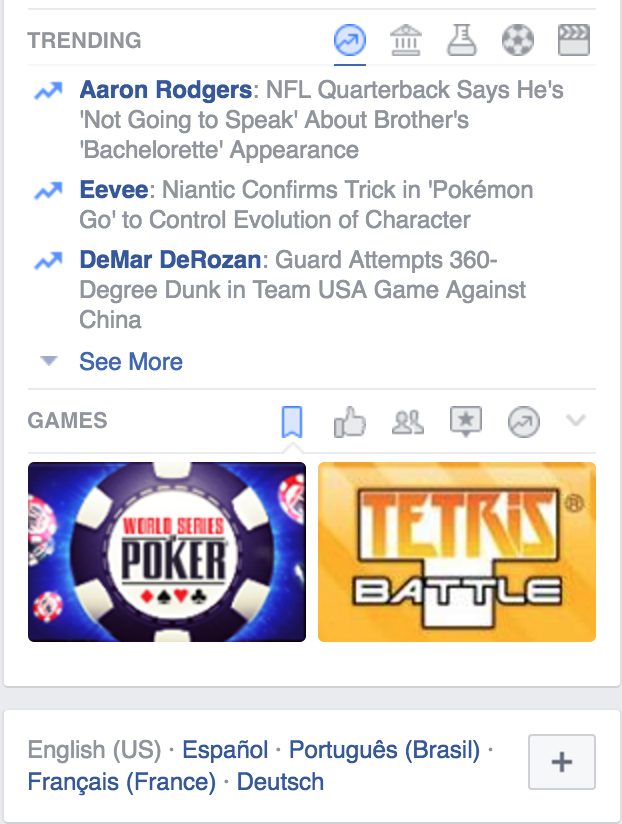 TRENDING
Aaron Rodgers: NFL Quarterback Says He's
'Not Going to Speak' About Brother's
'Bachelorette' Appearance
Eevee: Niantic Confirms Trick in 'Pokémon
Go' to Control Evolution of Character
DeMar DeRozan: Guard Attempts 360-
Degree Dunk in Team USA Game Against
China
See More
GAMES
WORLD SERIES
OF
POKER
TETRIS®
BATTLE
English (US) · Español · Português (Brasil) ·
Français (France) · Deutsch
+